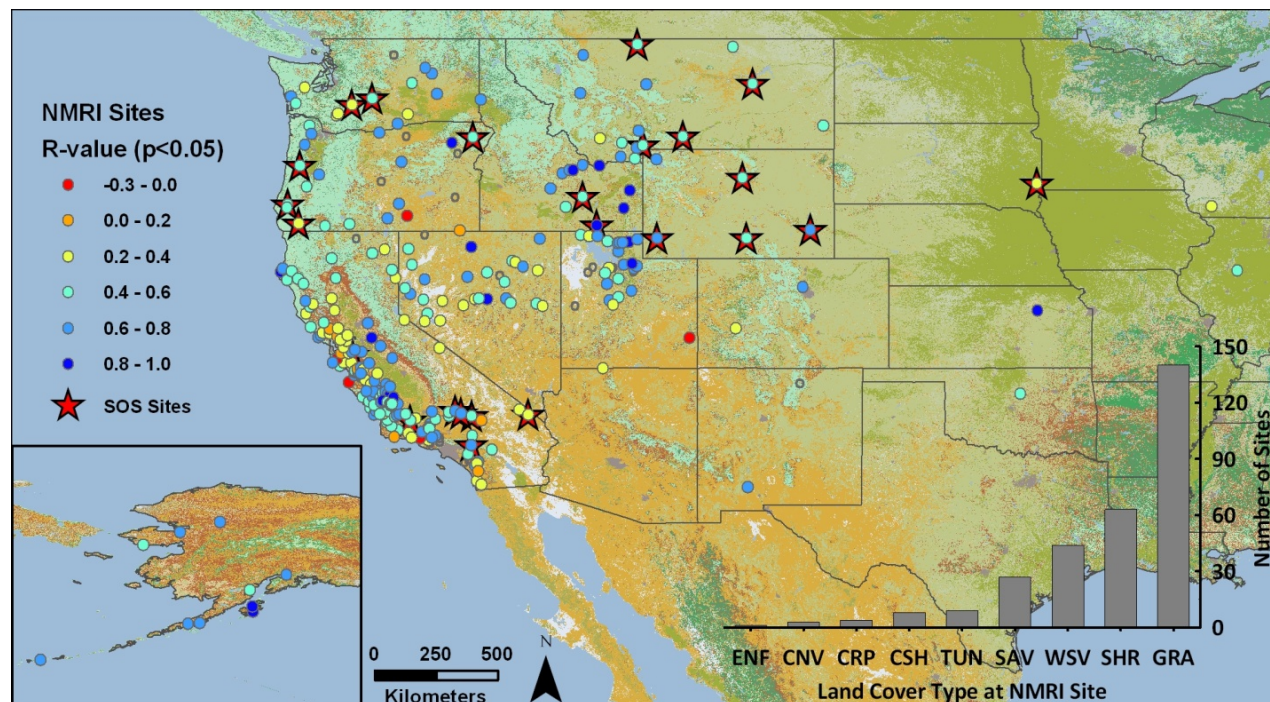 NMRI Sites
R-value (p<0.05)
-0.3 - 0.0
0.0 - 0.2
0.2 - 0.4
0.4 - 0.6
0.6 - 0.8
0.8 - 1.0
SOS Sites
150
120
90
60
30
0
Number of Sites
ENF CNV CRP CSH TUN SAV WSV SHR GRA
Land Cover Type at NMRI Site
N
0 250 500
Kilometers